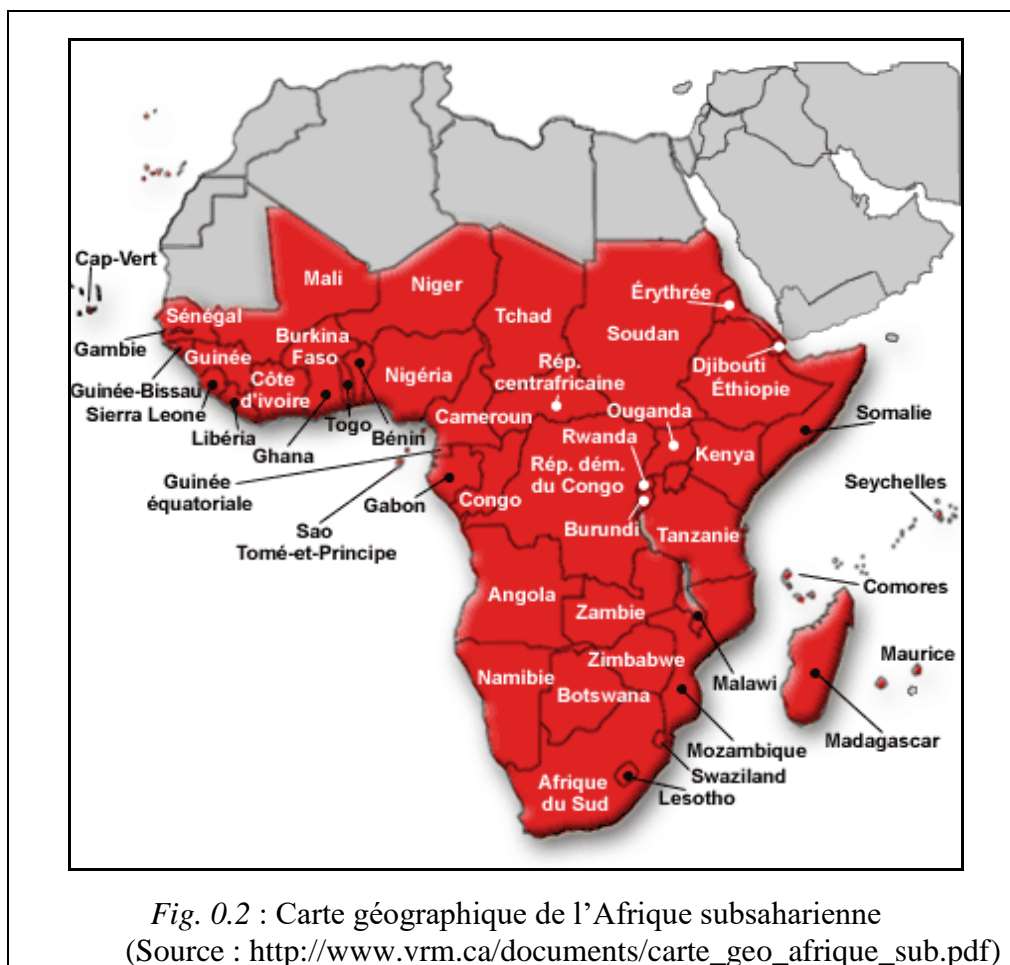 Cap-Vert
Mali
Niger
Tchad
Érythrée
Soudan
Sénégal
Gambie
Burkina
Faso
Guinée
Guinée-Bissau
Côte
d'ivoire
Nigéria
Rép.
centrafricaine
Djibouti
Éthiopie
Sierra Leone
Libéria
Ghana
Togo
Bénin
Cameroun
Ouganda
Somalie
Rwanda
Kenya
Guinée
équatoriale
Gabon
Congo
Rép. dém.
du Congo
Seychelles
Sao
Tomé-et-Principe
Burundi
Tanzanie
Comores
Angola
Zambie
Malawi
Maurice
Zimbabwe
Namibie
Botswana
Mozambique
Madagascar
Swaziland
Lesotho
Afrique
du Sud
Fig. 0.2 : Carte géographique de l’Afrique subsaharienne
(Source : http://www.vrm.ca/documents/carte_geo_afrique_sub.pdf)